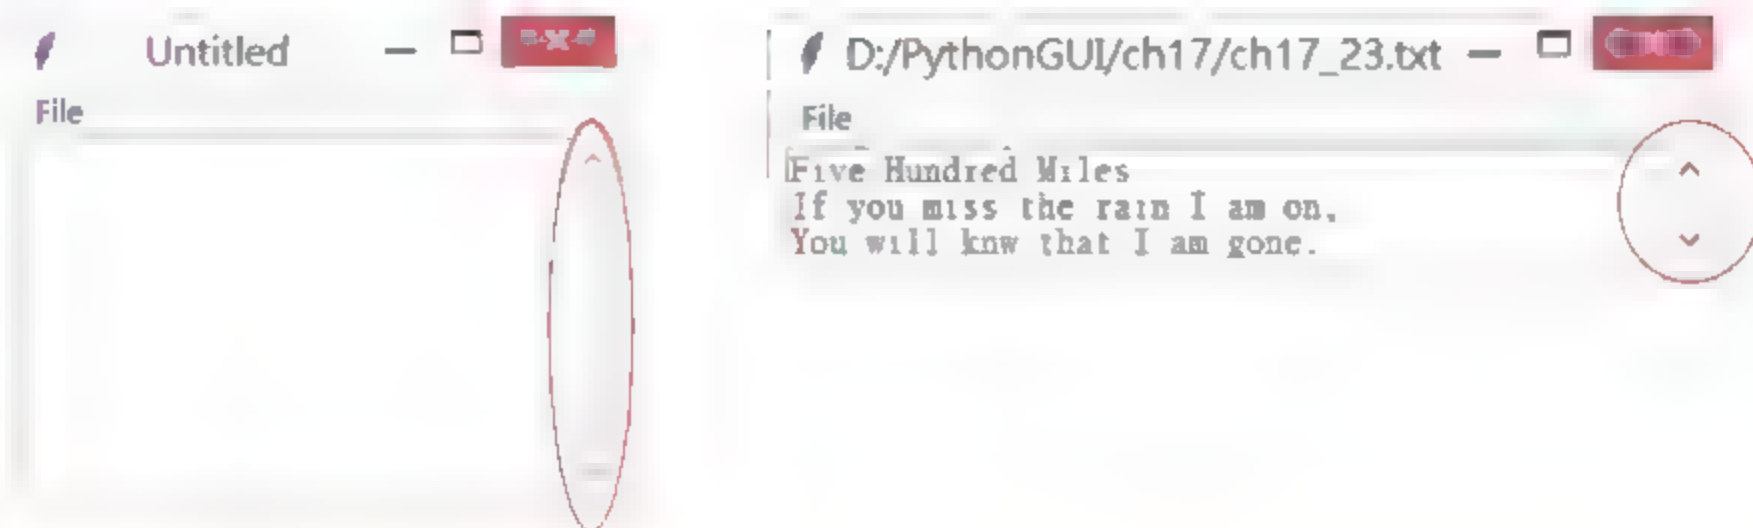 Untitled
File
D:/PythonGUI/ch17/ch17_23.txt
File
Five Hundred Miles
If you miss the rain I am on,
You will knw that I am gone.